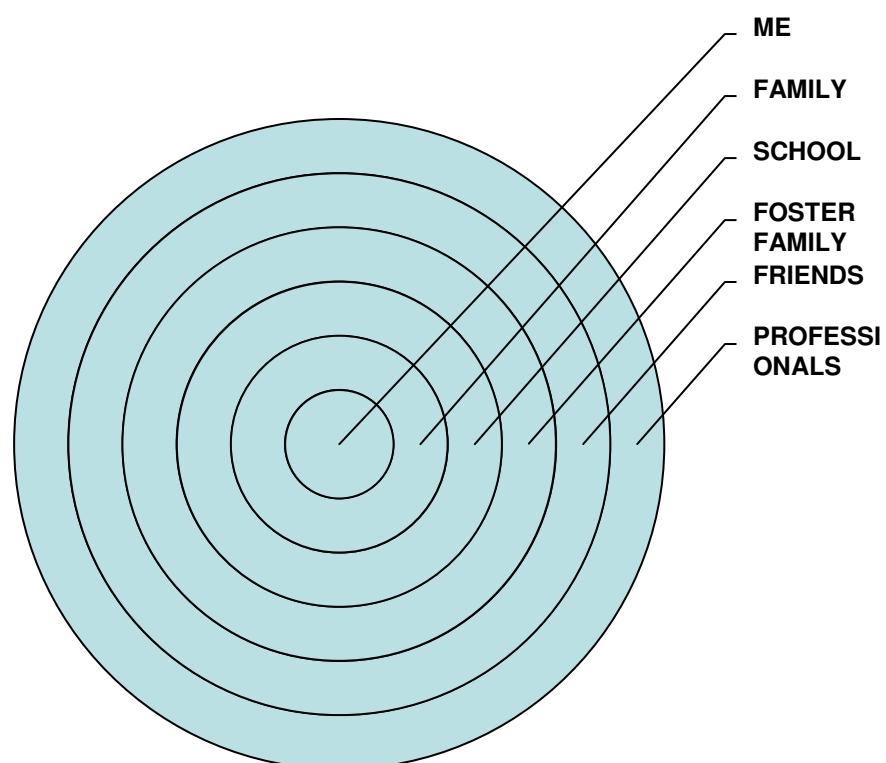 ME
FAMILY
SCHOOL
FOSTER
FAMILY
FRIENDS
PROFESSI
ONALS